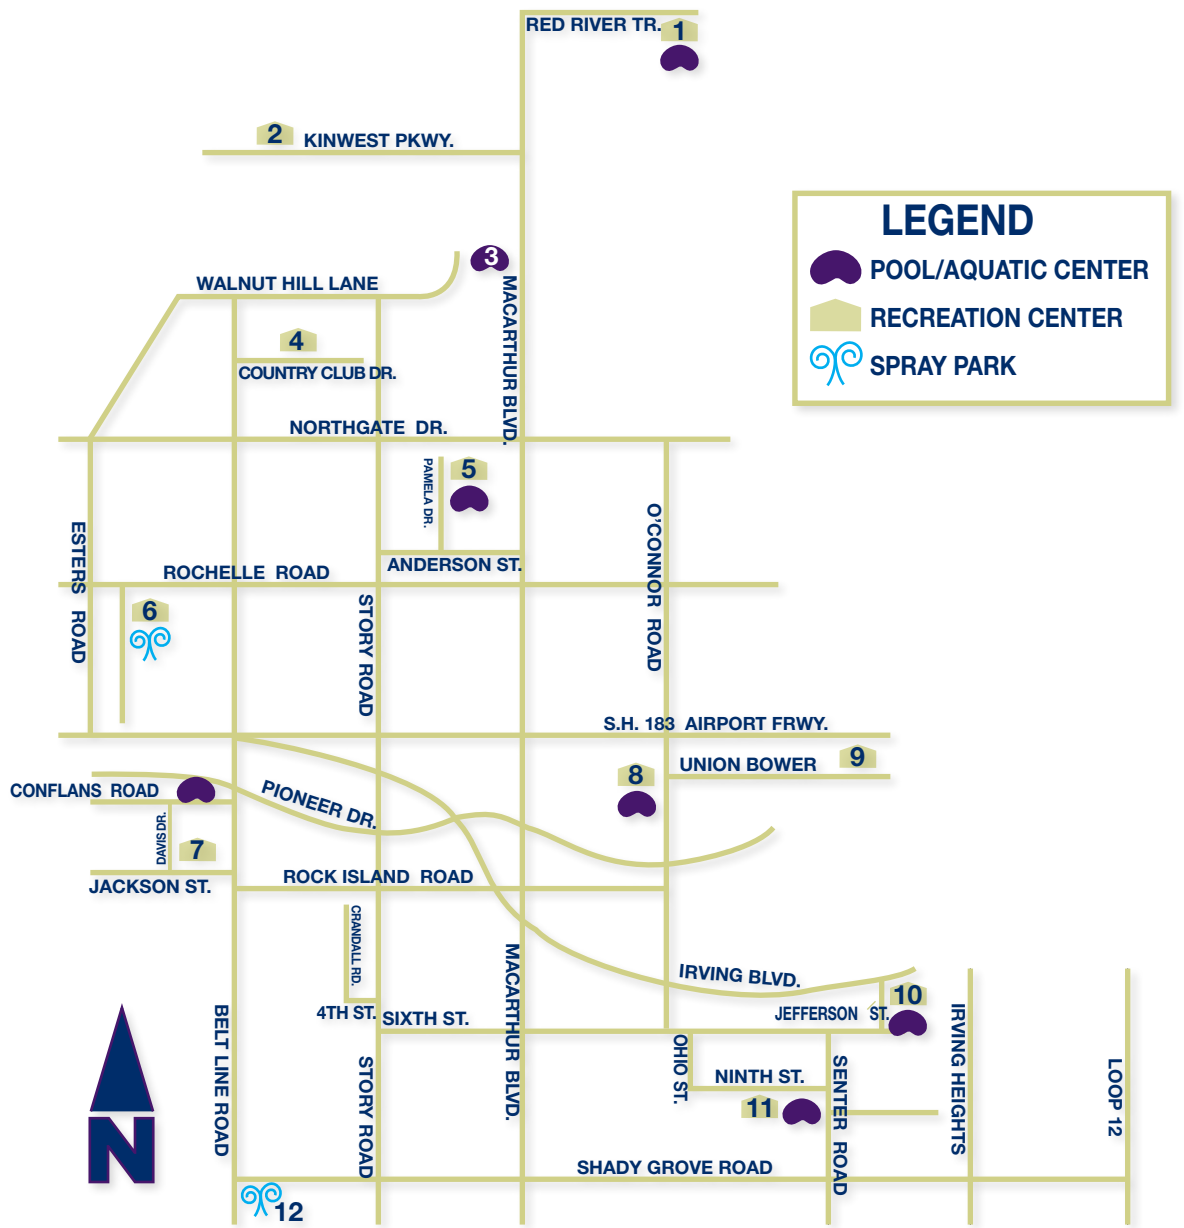 RED RIVER TR.
1
2
KINWEST PKWY.
LEGEND
POOL/AQUATIC CENTER
RECREATION CENTER
SPRAY PARK
3
WALNUT HILL LANE
MACARTHUR BLVD.
4
COUNTRY CLUB DR.
NORTHGATE DR.
PAMELA DR.
5
ESTERS ROAD
O'CONNOR ROAD
ANDERSON ST.
ROCHELLE ROAD
6
STORY ROAD
S.H. 183 AIRPORT FRWY.
UNION BOWER
9
8
CONFLANS ROAD
PIONEER DR.
DAVIS DR.
7
JACKSON ST.
ROCK ISLAND ROAD
CRANDALL RD.
MACARTHUR BLVD.
IRVING BLVD.
10
4TH ST.
SIXTH ST.
JEFFERSON ST.
BELT LINE ROAD
STORY ROAD
OHIO ST.
NINTH ST.
SENTER ROAD
IRVING HEIGHTS
LOOP 12
11
N
SHADY GROVE ROAD
12